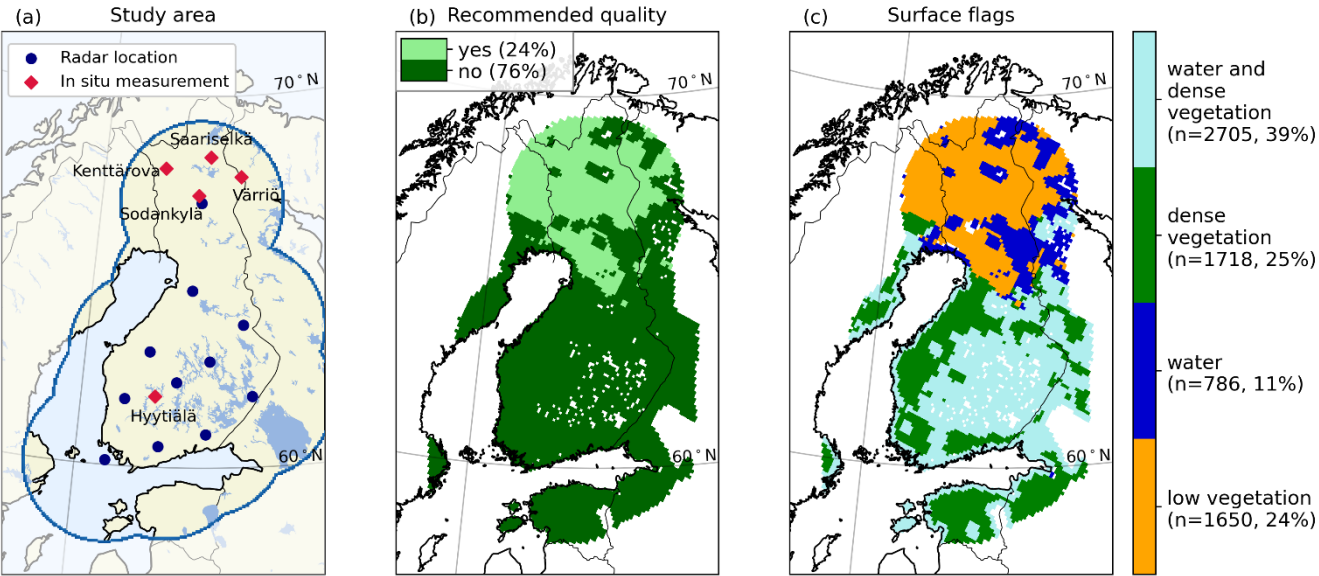 (a) Study area
Radar location
In situ measurement
70°N
Saariselkä
Kenttärova
Värriö
Sodankylä
Hyytiälä
60°N
(b) Recommended quality
yes (24%)
no (76%)
70°N
60°N
(c) Surface flags
70°N
60°N
water and
dense
vegetation
(n=2705, 39%)
dense
vegetation
(n=1718, 25%)
water
(n=786, 11%)
low vegetation
(n=1650, 24%)